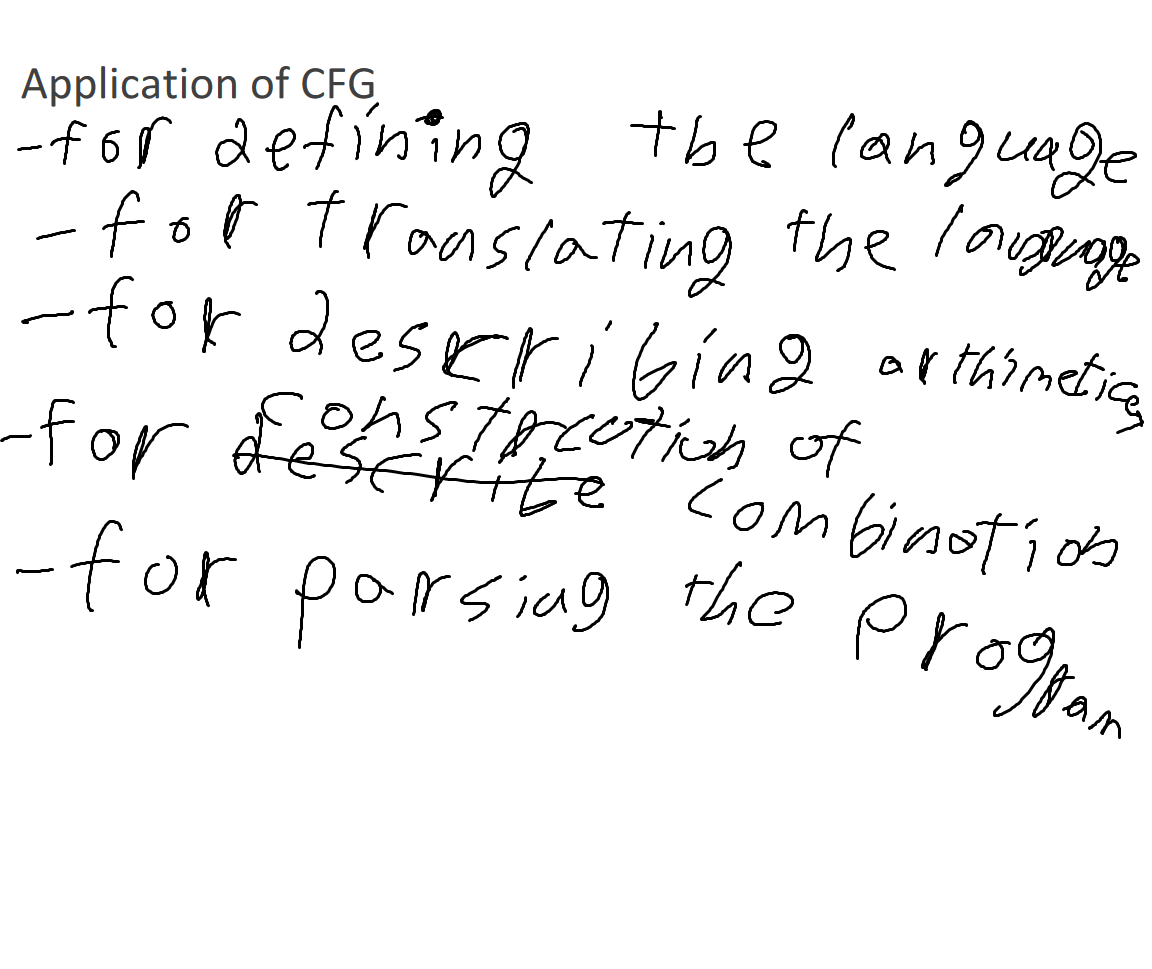 Application of CFG
-for defining the language
-for translating the language
-for describing arthimetics
-for construction of
describe combination
-for parsing the program